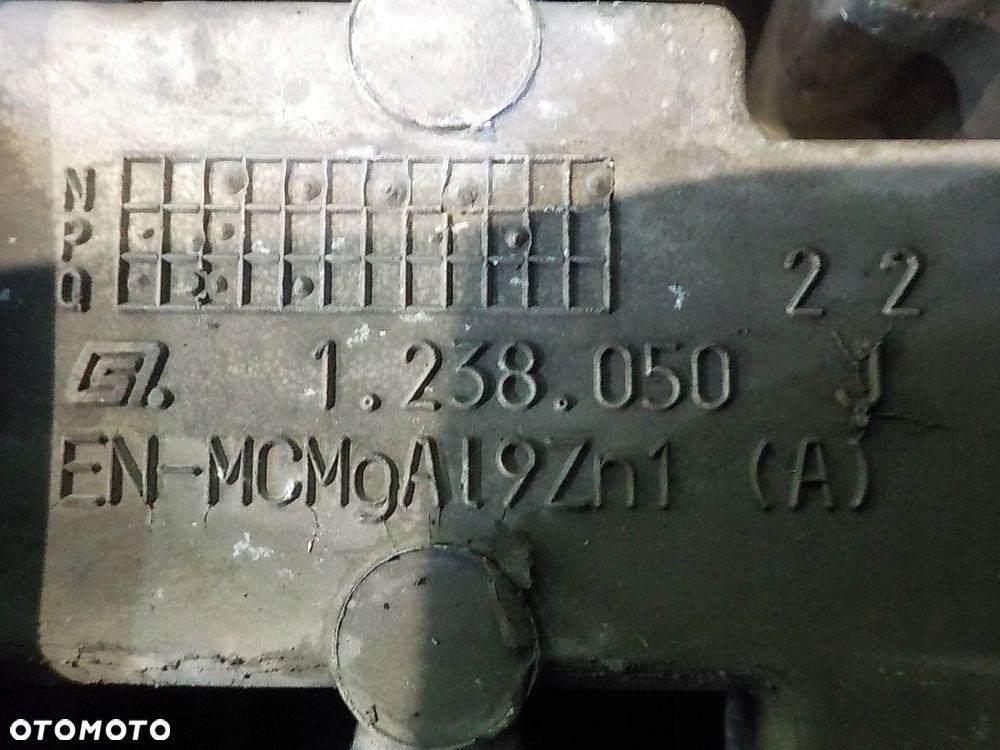 N
P
Q
2 2
1.238.050 J
EN-MCMgAl9Zn1 (A)
OTOMOTO